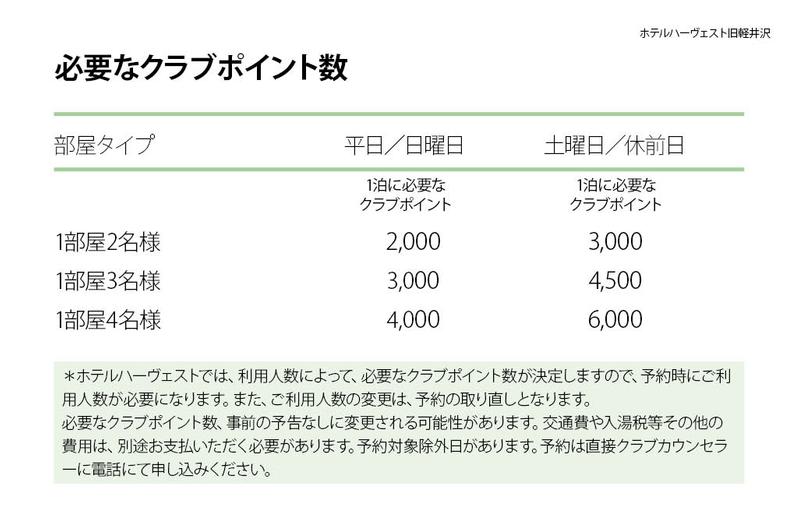 ホテルハーヴェスト旧軽井沢
必要なクラブポイント数
部屋タイプ 平日／日曜日 土曜日／休前日
1泊に必要な 1泊に必要な
クラブポイント クラブポイント
1部屋2名様 2,000 3,000
1部屋3名様 3,000 4,500
1部屋4名様 4,000 6,000
＊ホテルハーヴェストでは、利用人数によって、必要なクラブポイント数が決定しますので、予約時にご利
用人数が必要になります。また、ご利用人数の変更は、予約の取り直しとなります。
必要なクラブポイント数、事前の予告なしに変更される可能性があります。交通費や入湯税等その他の
費用は、別途お支払いただく必要があります。予約対象除外日があります。予約は直接クラブカウンセラ
ーに電話にて申し込みください。